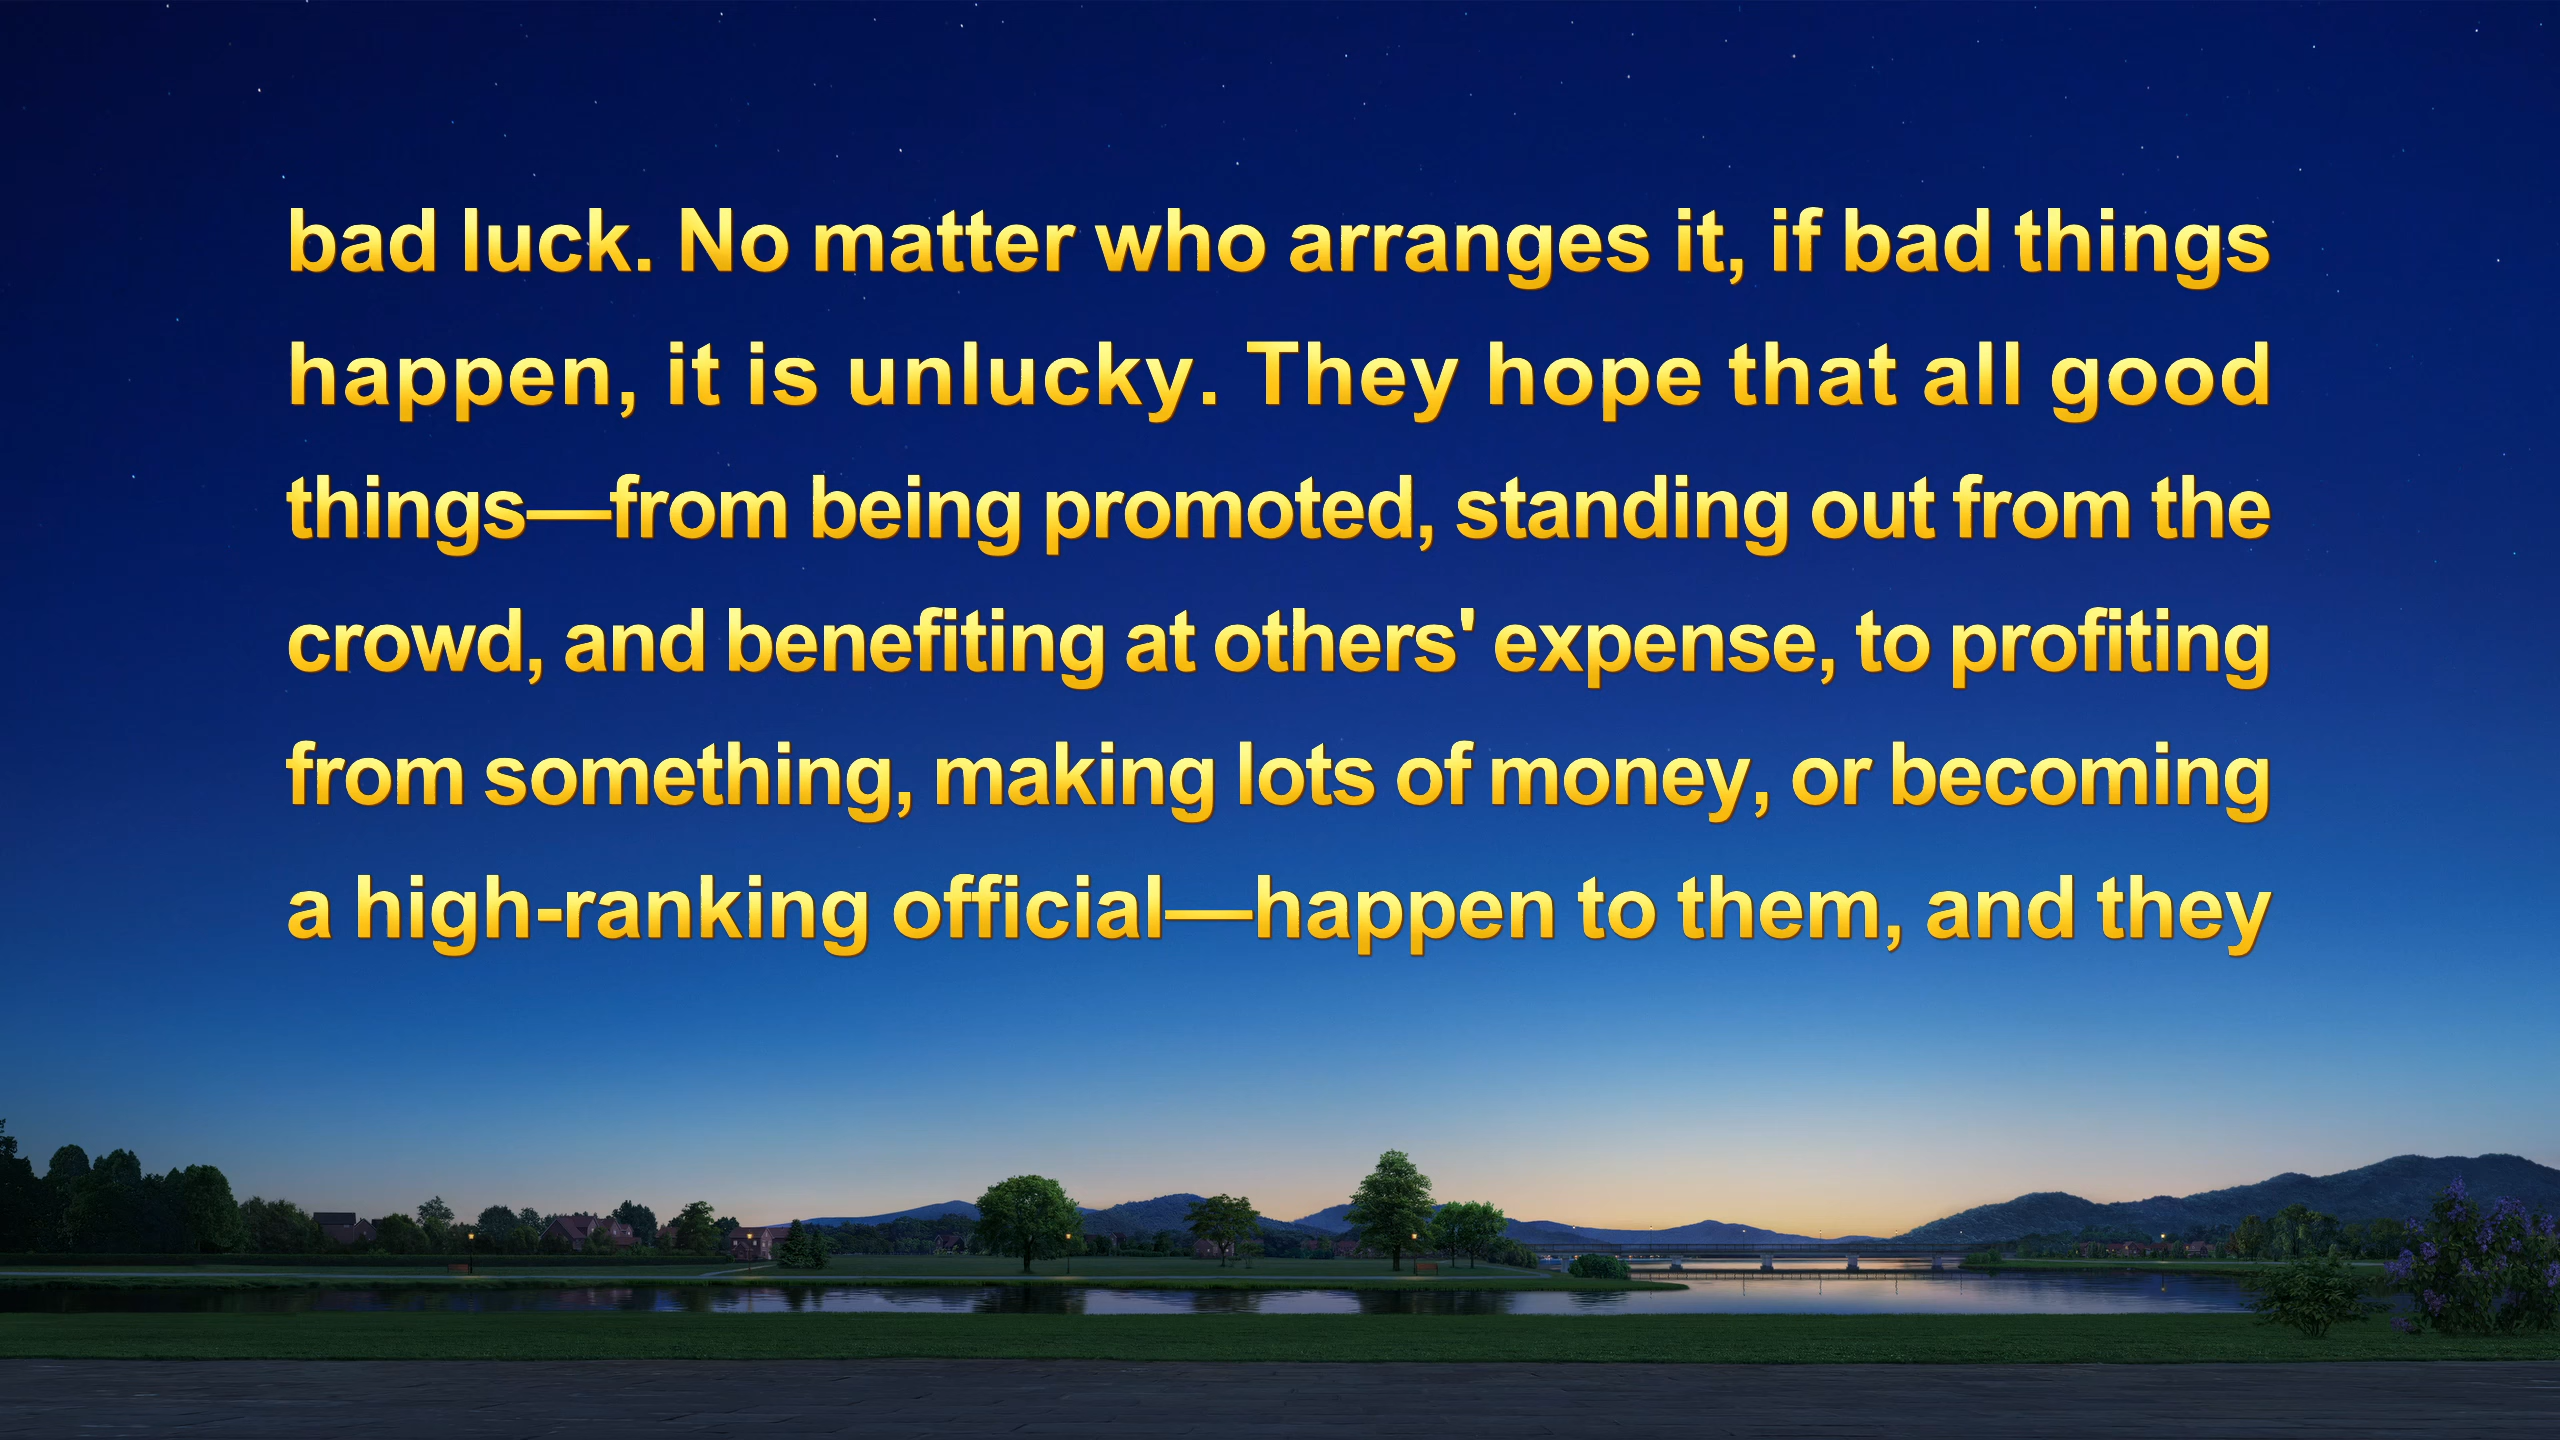 bad luck. No matter who arranges it, if bad things
happen, it is unlucky. They hope that all good
things—from being promoted, standing out from the
crowd, and benefiting at others' expense, to profiting
from something, making lots of money, or becoming
a high-ranking official—happen to them, and they